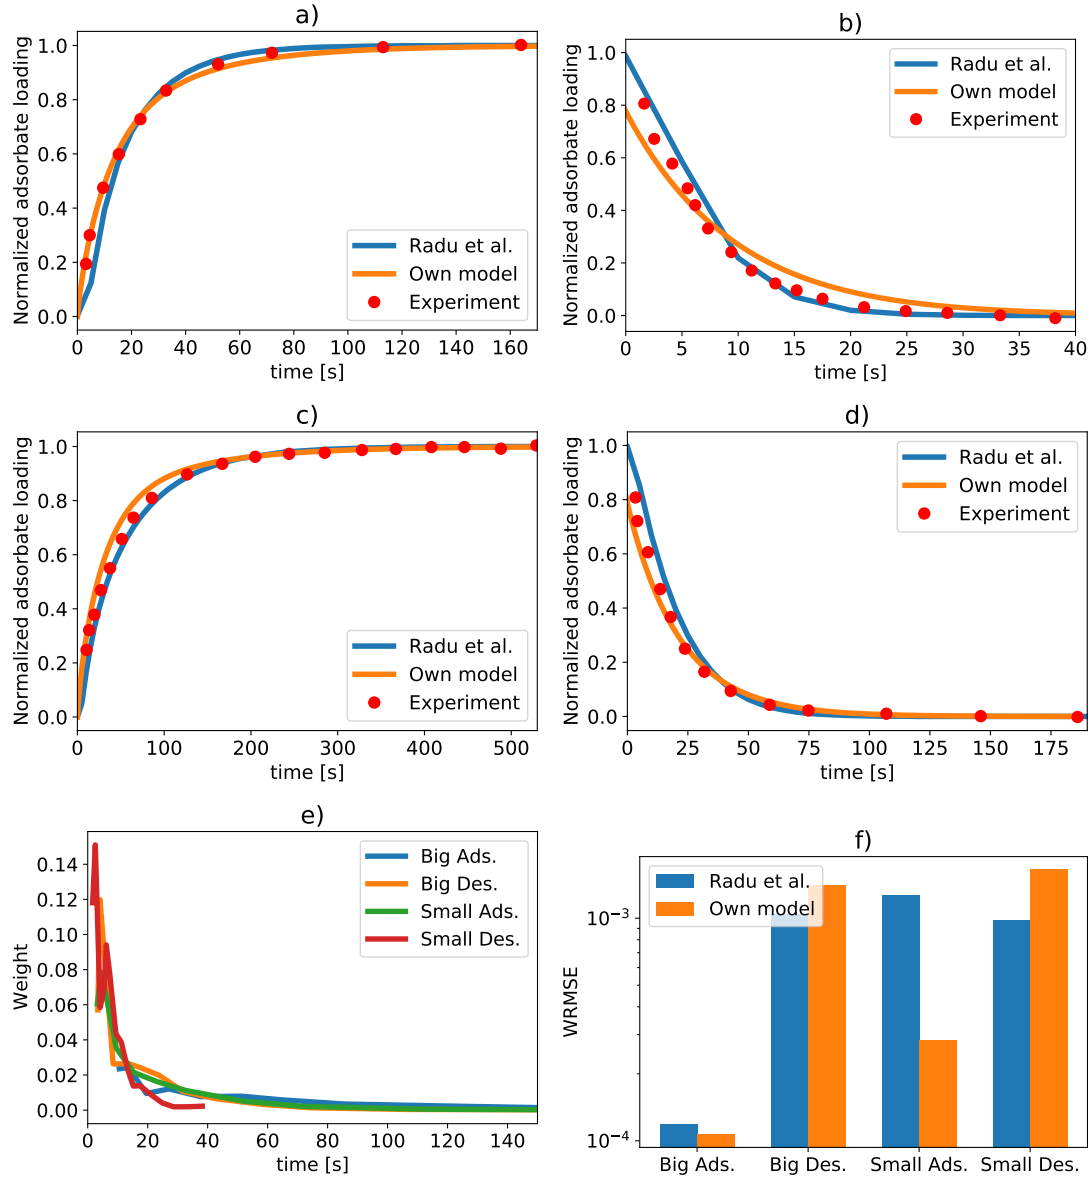 a)
Normalized adsorbate loading
1.0
0.8
0.6
0.4
0.2
0.0
Radu et al.
Own model
Experiment
0 20 40 60 80 100 120 140 160
time [s]
b)
Normalized adsorbate loading
1.0
0.8
0.6
0.4
0.2
0.0
Radu et al.
Own model
Experiment
0 5 10 15 20 25 30 35 40
time [s]
c)
Normalized adsorbate loading
1.0
0.8
0.6
0.4
0.2
0.0
Radu et al.
Own model
Experiment
0 100 200 300 400 500
time [s]
d)
Normalized adsorbate loading
1.0
0.8
0.6
0.4
0.2
0.0
Radu et al.
Own model
Experiment
0 25 50 75 100 125 150 175
time [s]
e)
Weight
0.14
0.12
0.10
0.08
0.06
0.04
0.02
0.00
Big Ads.
Big Des.
Small Ads.
Small Des.
0 20 40 60 80 100 120 140
time [s]
f)
WRMSE
10⁻³
10⁻⁴
Radu et al.
Own model
Big Ads. Big Des. Small Ads. Small Des.